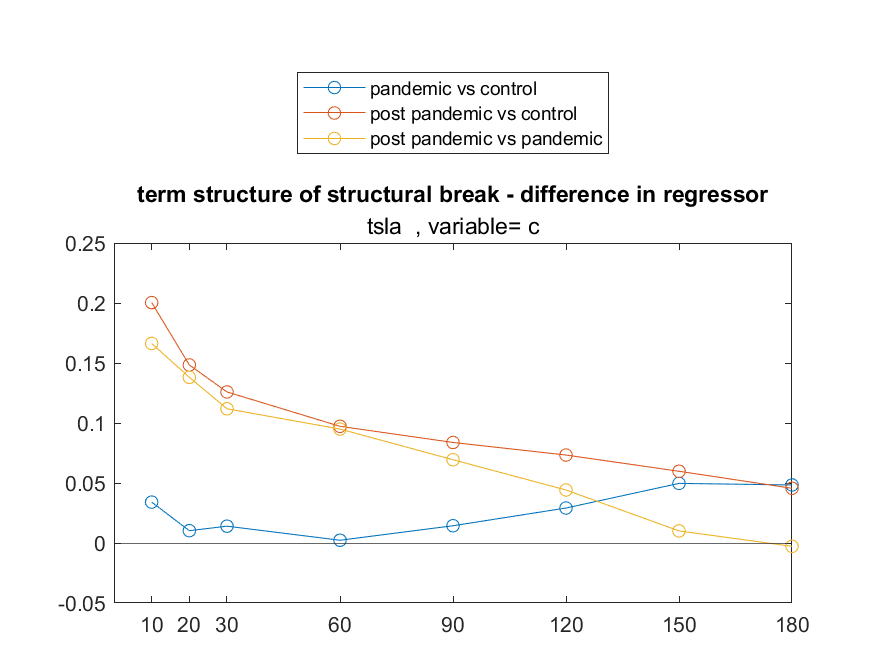 pandemic vs control
post pandemic vs control
post pandemic vs pandemic
term structure of structural break - difference in regressor
tsla , variable= c
0.25
0.2
0.15
0.1
0.05
0
-0.05
10 20 30 60 90 120 150 180